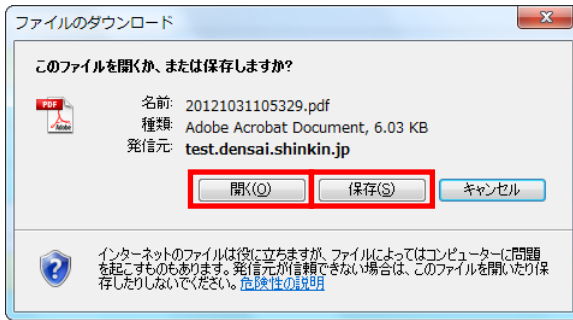 ファイルのダウンロード
このファイルを開くか、または保存しますか?
PDF
Adobe
名前: 20121031105329.pdf
種類: Adobe Acrobat Document, 6.03 KB
発信元: test.densai.shinkin.jp
開く(O) 保存(S) キャンセル
インターネットのファイルは役に立ちますが、ファイルによってはコンピューターに問題
を起こすものもあります。発信元が信頼できない場合は、このファイルを開いたり保
存したりしないでください。危険性の説明